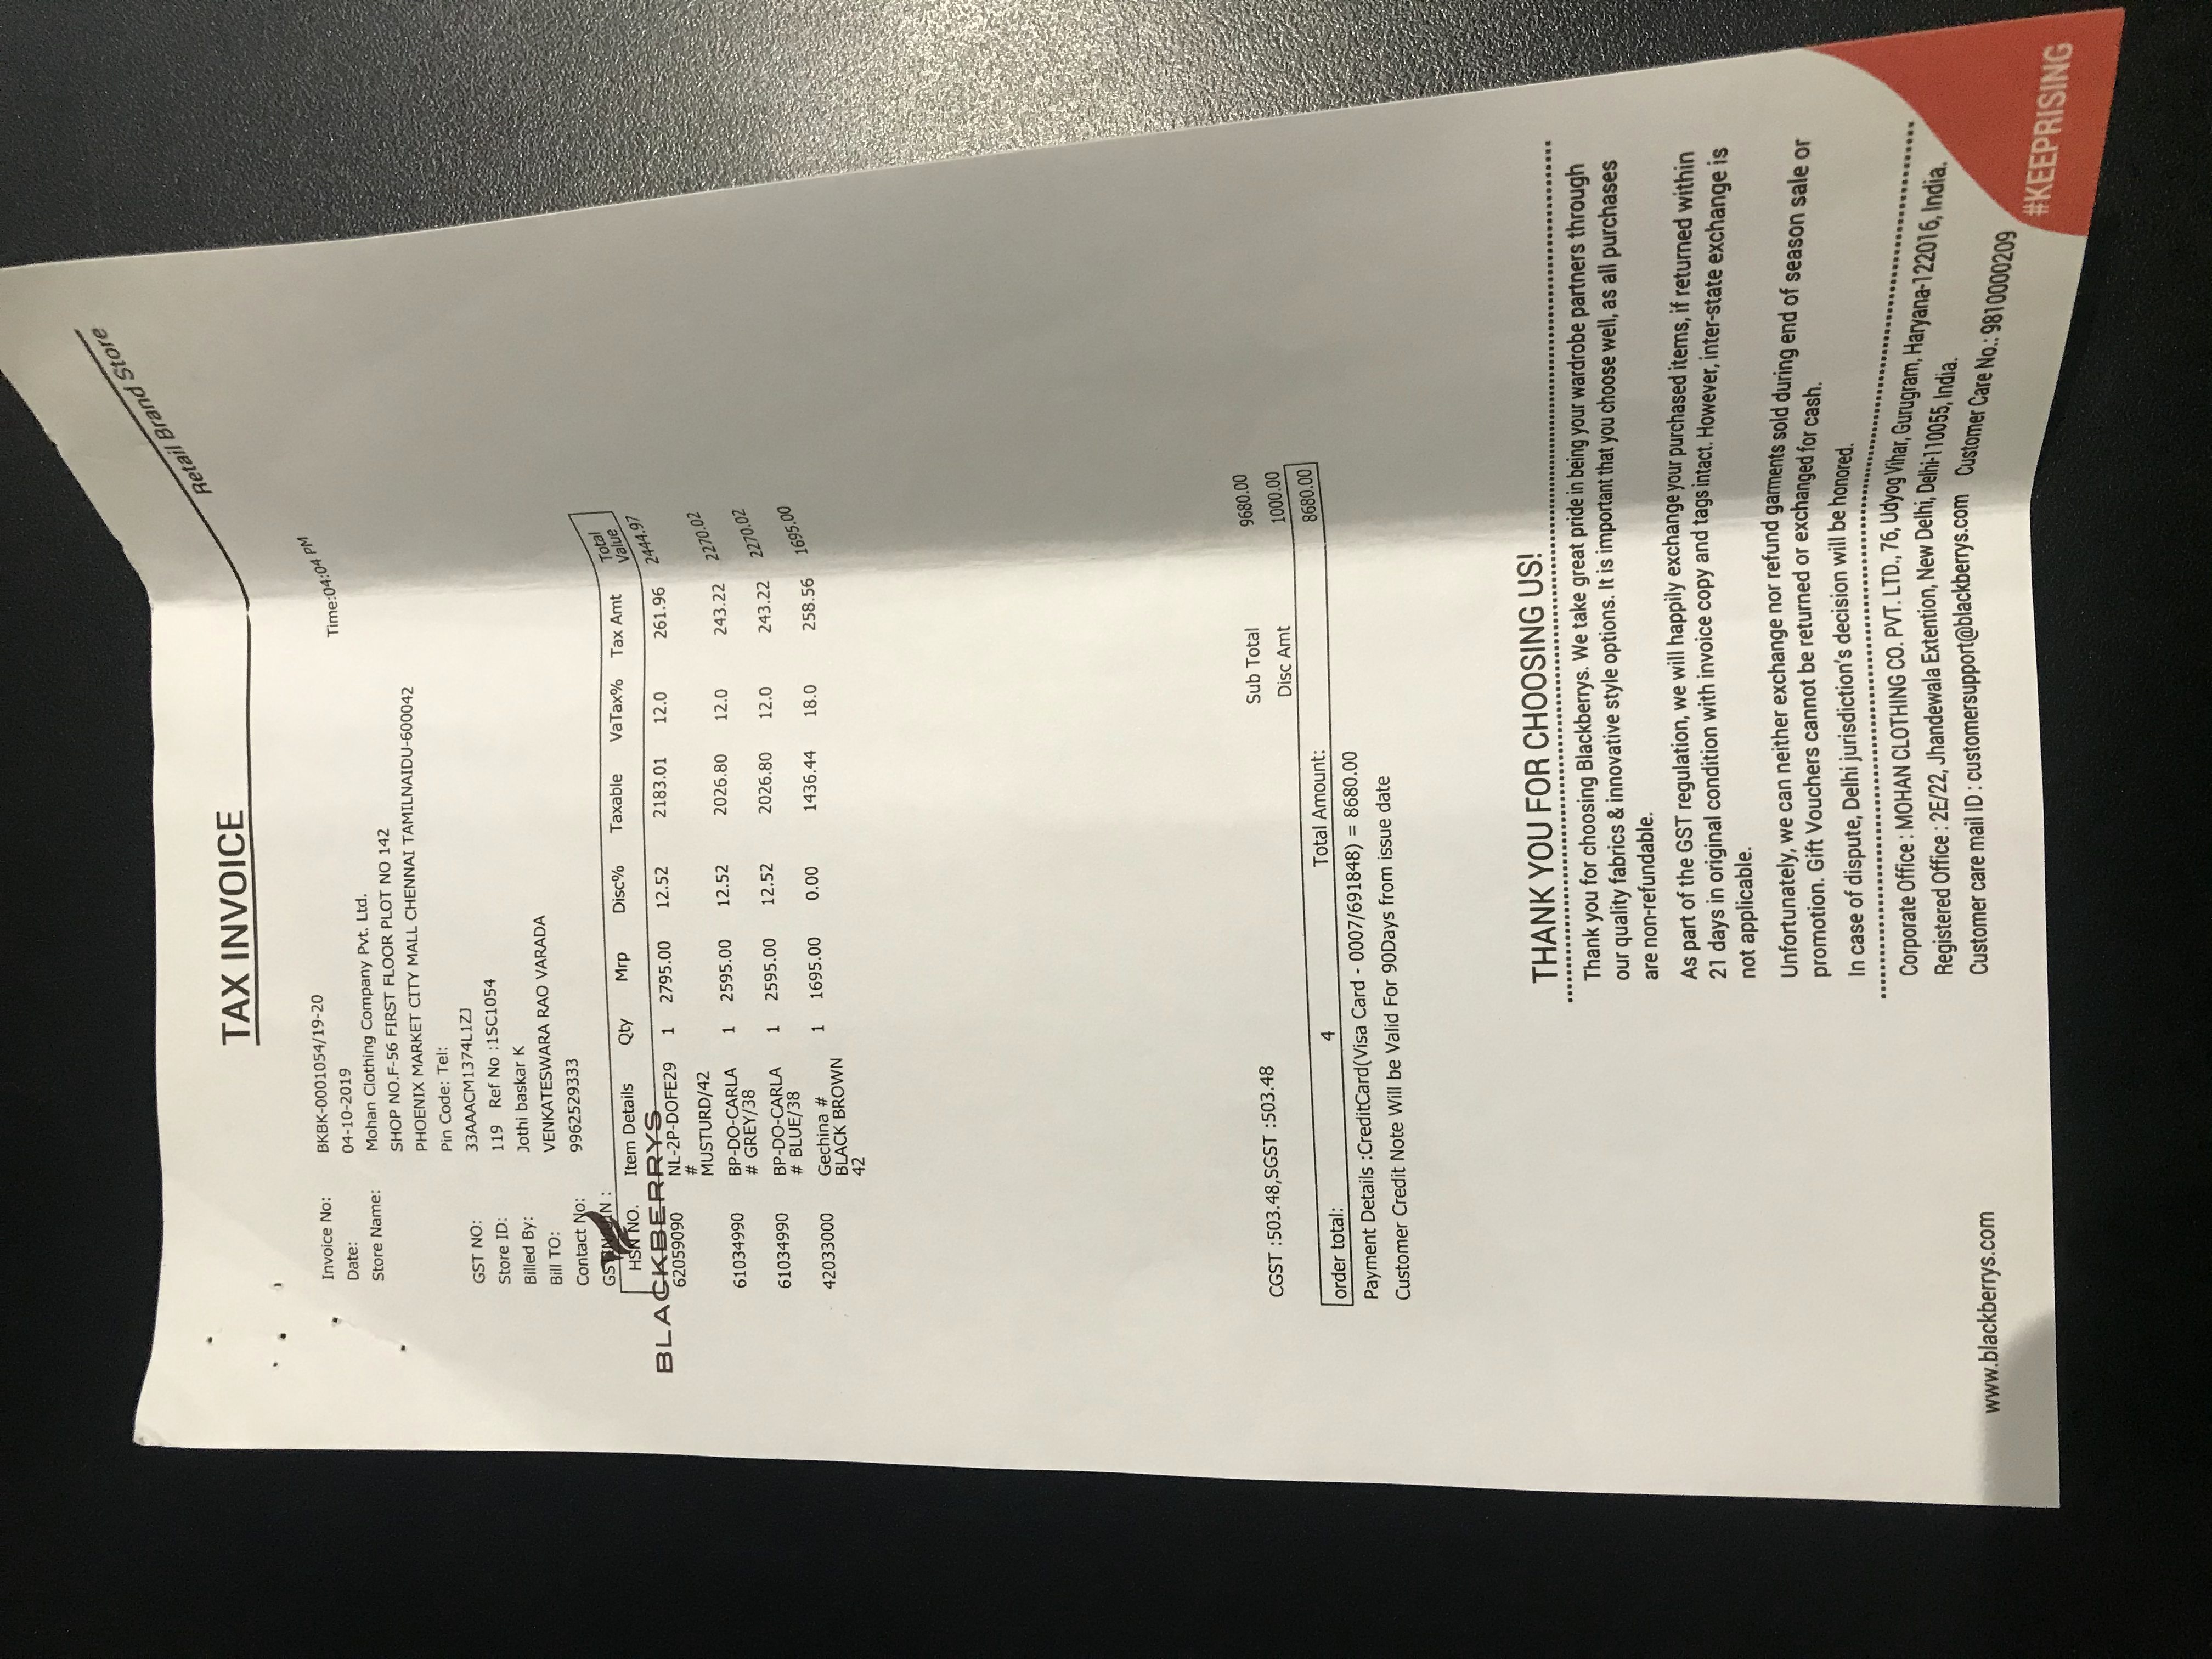 Retail Brand Store
TAX INVOICE
Invoice No: BKBK-0001054/19-20 Time:04:04 PM
Date: 04-10-2019
Store Name: Mohan Clothing Company Pvt. Ltd.
SHOP NO.F-56 FIRST FLOOR PLOT NO 142
PHOENIX MARKET CITY MALL CHENNAI TAMILNAIDU-600042
Pin Code: Tel:
GST NO: 33AAACM1374L1ZJ
Store ID: 119 Ref No :1SC1054
Billed By: Jothi baskar K
Bill TO: VENKATESWARA RAO VARADA
Contact No: 9962529333
GSTIN/UIN :
HSN NO. Item Details Qty Mrp Disc% Taxable VaTax% Tax Amt Total Value
BLACKBERRYS
62059090 NL-2P-DOFE29 1 2795.00 12.52 2183.01 12.0 261.96 2444.97
#
MUSTURD/42
61034990 BP-DO-CARLA 1 2595.00 12.52 2026.80 12.0 243.22 2270.02
# GREY/38
61034990 BP-DO-CARLA 1 2595.00 12.52 2026.80 12.0 243.22 2270.02
# BLUE/38
42033000 Gechina # 1 1695.00 0.00 1436.44 18.0 258.56 1695.00
BLACK BROWN
42
CGST :503.48,SGST :503.48 Sub Total 9680.00
Disc Amt 1000.00
order total: 4 Total Amount: 8680.00
Payment Details :CreditCard(Visa Card - 0007/691848) = 8680.00
Customer Credit Note Will be Valid For 90Days from issue date
THANK YOU FOR CHOOSING US!
Thank you for choosing Blackberrys. We take great pride in being your wardrobe partners through
our quality fabrics & innovative style options. It is important that you choose well, as all purchases
are non-refundable.
As part of the GST regulation, we will happily exchange your purchased items, if returned within
21 days in original condition with invoice copy and tags intact. However, inter-state exchange is
not applicable.
Unfortunately, we can neither exchange nor refund garments sold during end of season sale or
promotion. Gift Vouchers cannot be returned or exchanged for cash.
In case of dispute, Delhi jurisdiction's decision will be honored.
Corporate Office : MOHAN CLOTHING CO. PVT. LTD., 76, Udyog Vihar, Gurugram, Haryana-122016, India.
Registered Office : 2E/22, Jhandewala Extention, New Delhi, Delhi-110055, India.
Customer care mail ID : customersupport@blackberrys.com Customer Care No.: 9810000209
www.blackberrys.com
#KEEPRISING